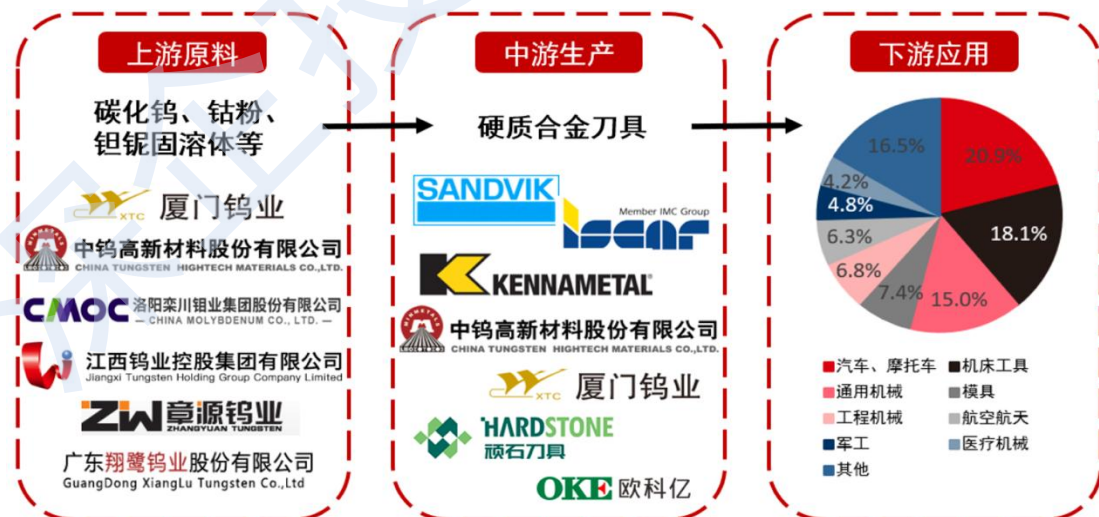 上游原料
碳化钨、钴粉、
钽铌固溶体等
XTC 厦门钨业
中钨高新材料股份有限公司
CHINA TUNGSTEN HIGHTECH MATERIALS CO.,LTD.
CMOC 洛阳栾川钼业集团股份有限公司
— CHINA MOLYBDENUM CO., LTD. —
江西钨业控股集团有限公司
Jiangxi Tungsten Holding Group Company Limited
ZW 章源钨业
ZHANGYUAN TUNGSTEN
广东翔鹭钨业股份有限公司
GuangDong XiangLu Tungsten Co.,Ltd
中游生产
硬质合金刀具
SANDVIK
Member IMC Group
iscar
KENNAMETAL
中钨高新材料股份有限公司
CHINA TUNGSTEN HIGHTECH MATERIALS CO.,LTD.
XTC 厦门钨业
HARDSTONE
顽石刀具
OKE 欧科亿
下游应用
16.5%
20.9%
4.2%
4.8%
18.1%
6.3%
6.8%
7.4%
15.0%
汽车、摩托车 机床工具
通用机械 模具
工程机械 航空航天
军工 医疗机械
其他